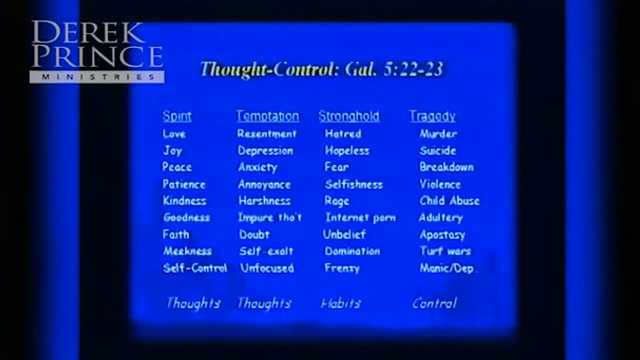 DEREK
PRINCE
MINISTRIES
Thought-Control: Gal. 5:22-23
Spirit Temptation Stronghold Tragedy
Love Resentment Hatred Murder
Joy Depression Hopeless Suicide
Peace Anxiety Fear Breakdown
Patience Annoyance Selfishness Violence
Kindness Harshness Rage Child Abuse
Goodness Impure tho't Internet porn Adultery
Faith Doubt Unbelief Apostasy
Meekness Self-exalt Domination Turf wars
Self-Control Unfocused Frenzy Manic/Dep.
Thoughts Thoughts Habits Control